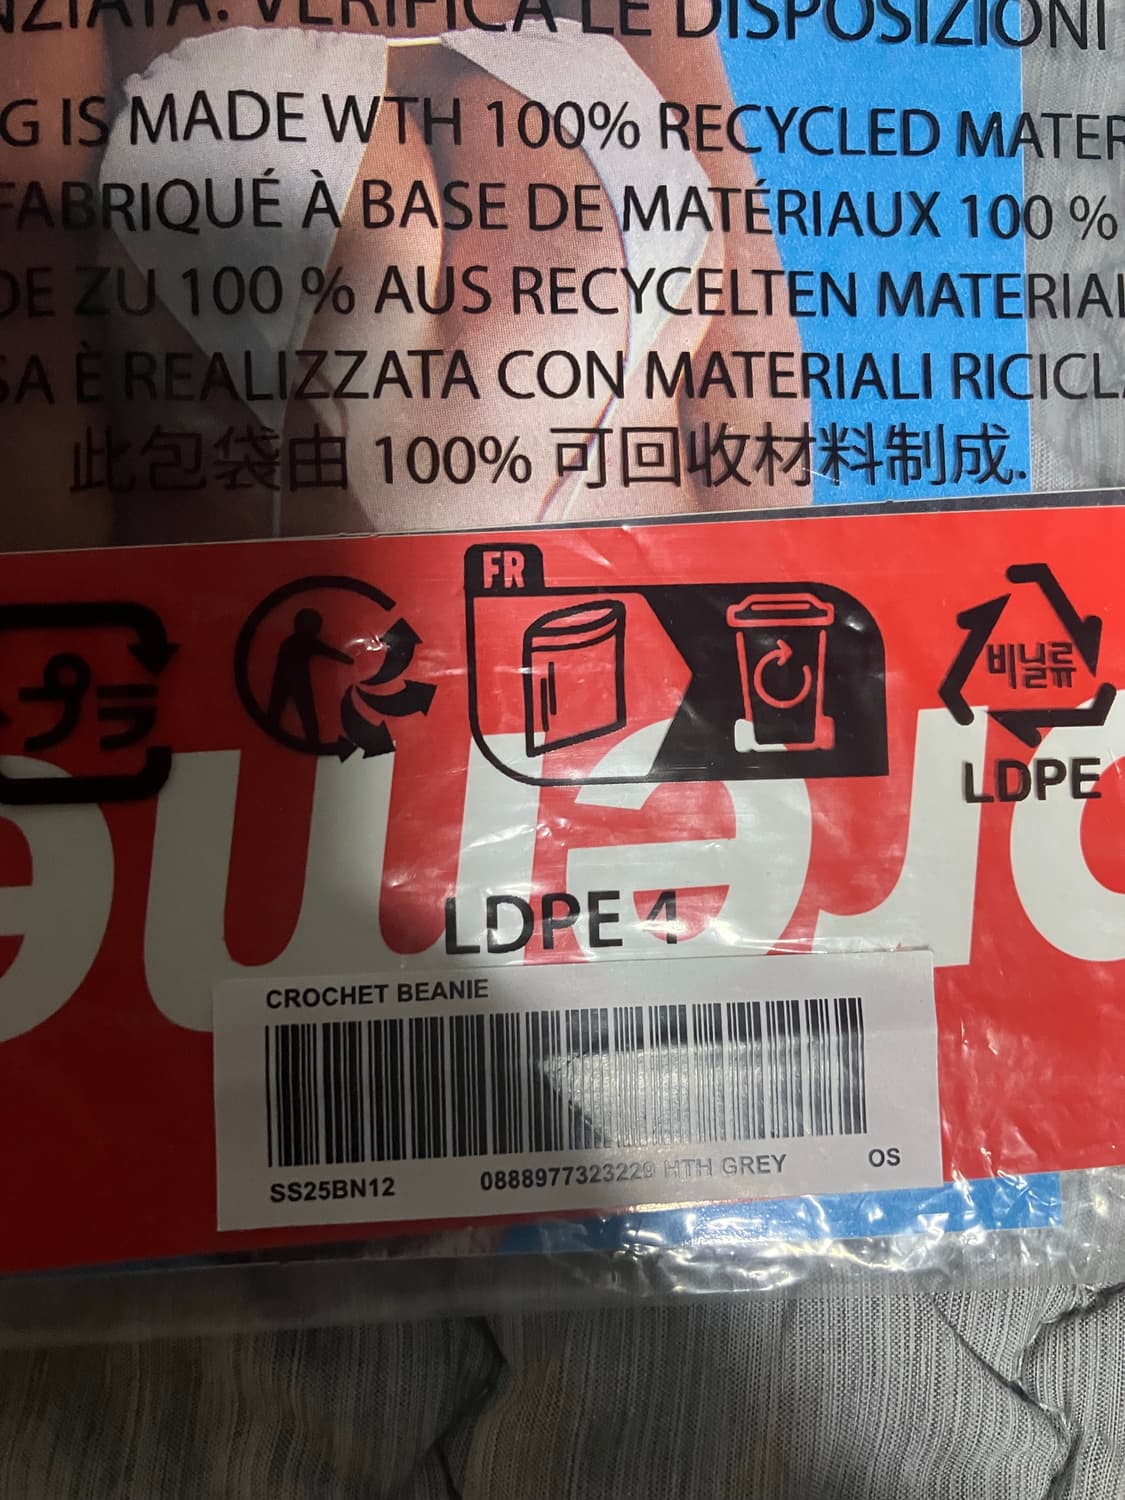 NZIATA. VERIFICA LE DISPOSIZIONI
G IS MADE WTH 100% RECYCLED MATER
FABRIQUÉ À BASE DE MATÉRIAUX 100 %
DE ZU 100 % AUS RECYCELTEN MATERIAL
SA È REALIZZATA CON MATERIALI RICICLA
此包袋由 100% 可回收材料制成.
FR
プラ
비닐류
LDPE
preme
LDPE 4
CROCHET BEANIE
SS25BN12 0888977323229 HTH GREY OS